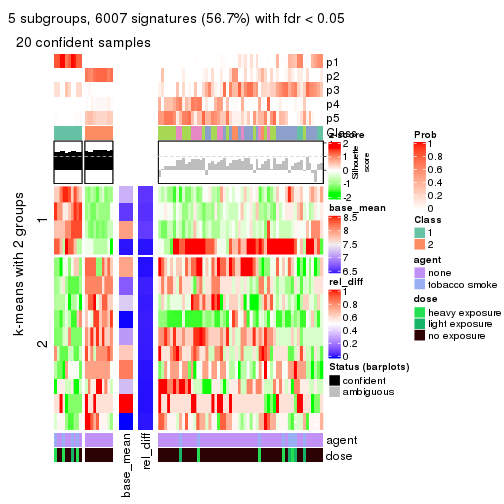 5 subgroups, 6007 signatures (56.7%) with fdr < 0.05
20 confident samples
p1
p2
p3
p4
p5
Class
Silhouette
score
k-means with 2 groups
1
2
z-score
2
1
0
-1
-2
base_mean
8.5
8
7.5
7
6.5
rel_diff
1
0.8
0.6
0.4
0.2
0
Status (barplots)
confident
ambiguous
Prob
1
0.8
0.6
0.4
0.2
0
Class
1
2
agent
none
tobacco smoke
dose
heavy exposure
light exposure
no exposure
agent
dose
base_mean
rel_diff